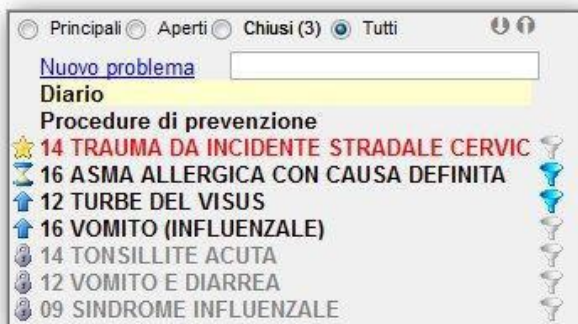 Principali Aperti Chiusi (3) Tutti
Nuovo problema
Diario
Procedure di prevenzione
14 TRAUMA DA INCIDENTE STRADALE CERVIC
16 ASMA ALLERGICA CON CAUSA DEFINITA
12 TURBE DEL VISUS
16 VOMITO (INFLUENZALE)
14 TONSILLITE ACUTA
12 VOMITO E DIARREA
09 SINDROME INFLUENZALE